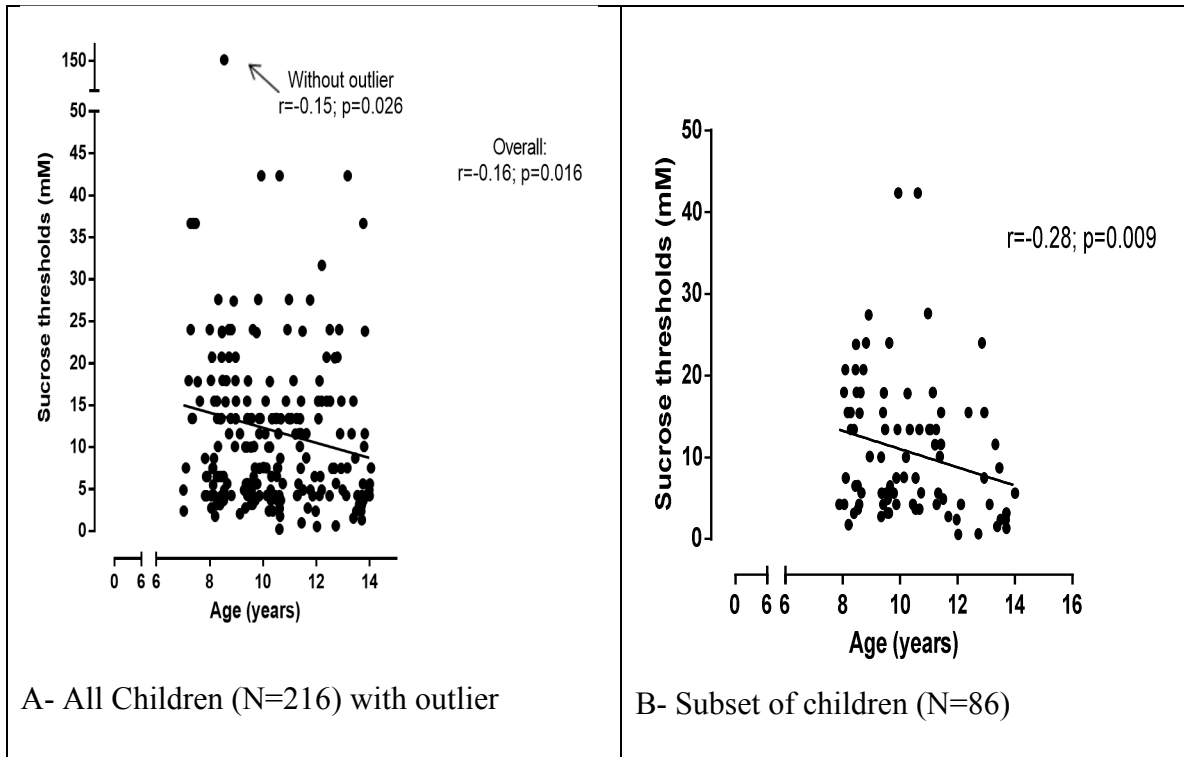 150
Without outlier
r=-0.15; p=0.026
50
45
40
35
30
25
20
15
10
5
0
Overall:
r=-0.16; p=0.016
Sucrose thresholds (mM)
0 6 6 8 10 12 14
Age (years)
A- All Children (N=216) with outlier
50
40
30
20
10
0
r=-0.28; p=0.009
Sucrose thresholds (mM)
0 6 6 8 10 12 14 16
Age (years)
B- Subset of children (N=86)